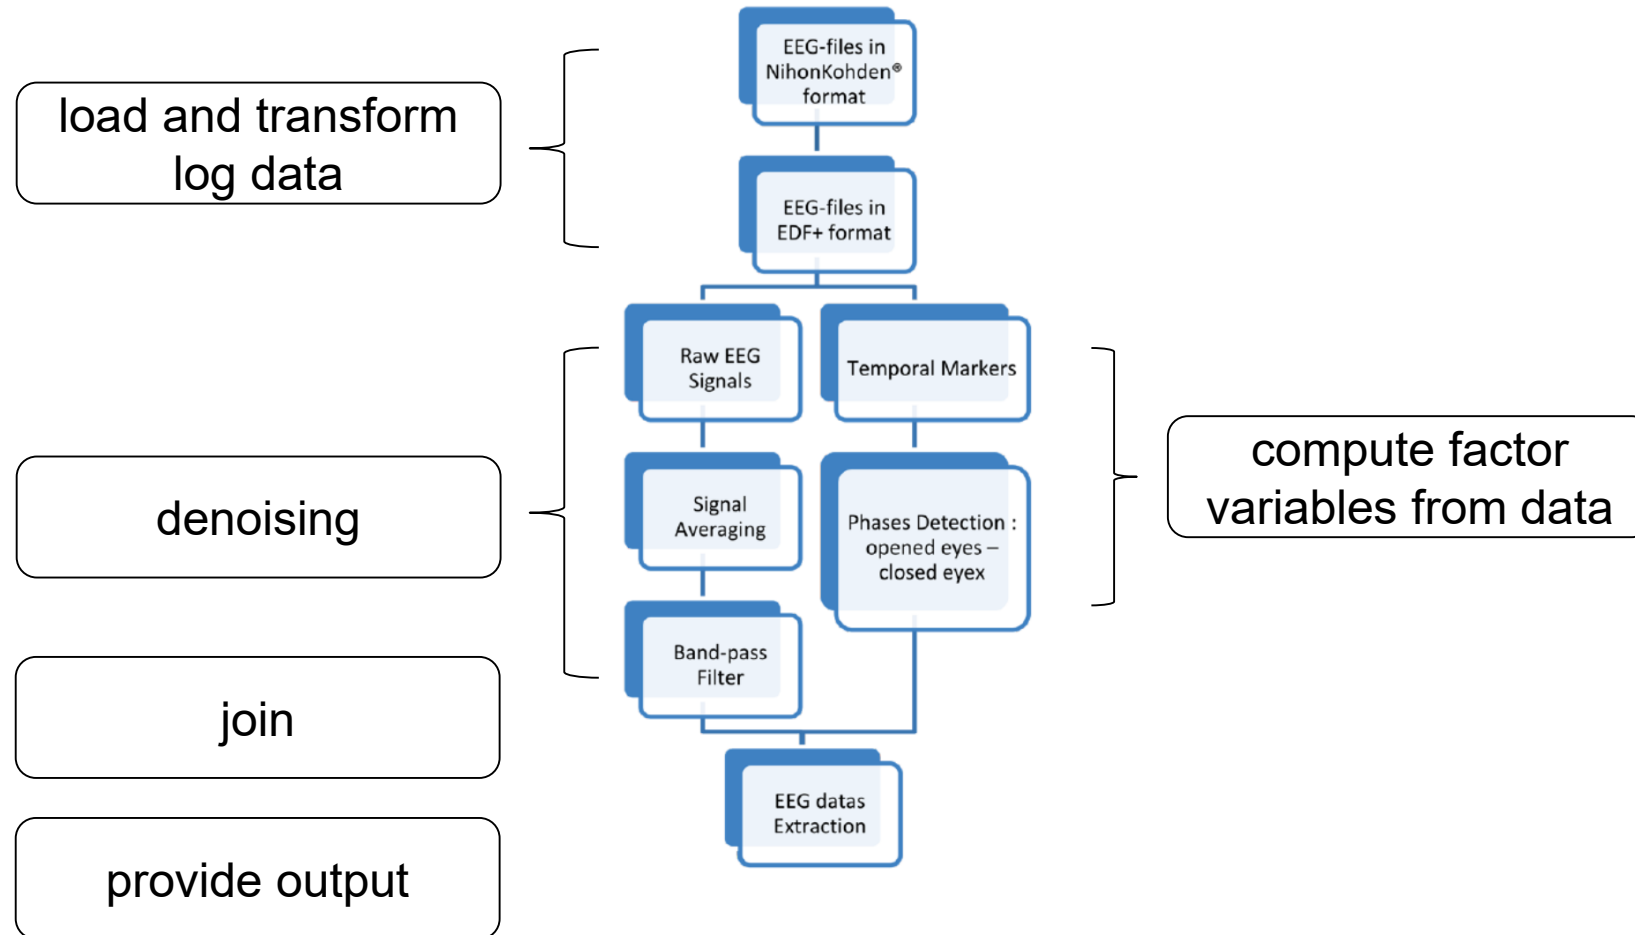 load and transform
log data
EEG-files in
NihonKohden®
format
EEG-files in
EDF+ format
Raw EEG
Signals
Temporal Markers
denoising
Signal
Averaging
Phases Detection :
opened eyes –
closed eyex
compute factor
variables from data
Band-pass
Filter
join
EEG datas
Extraction
provide output